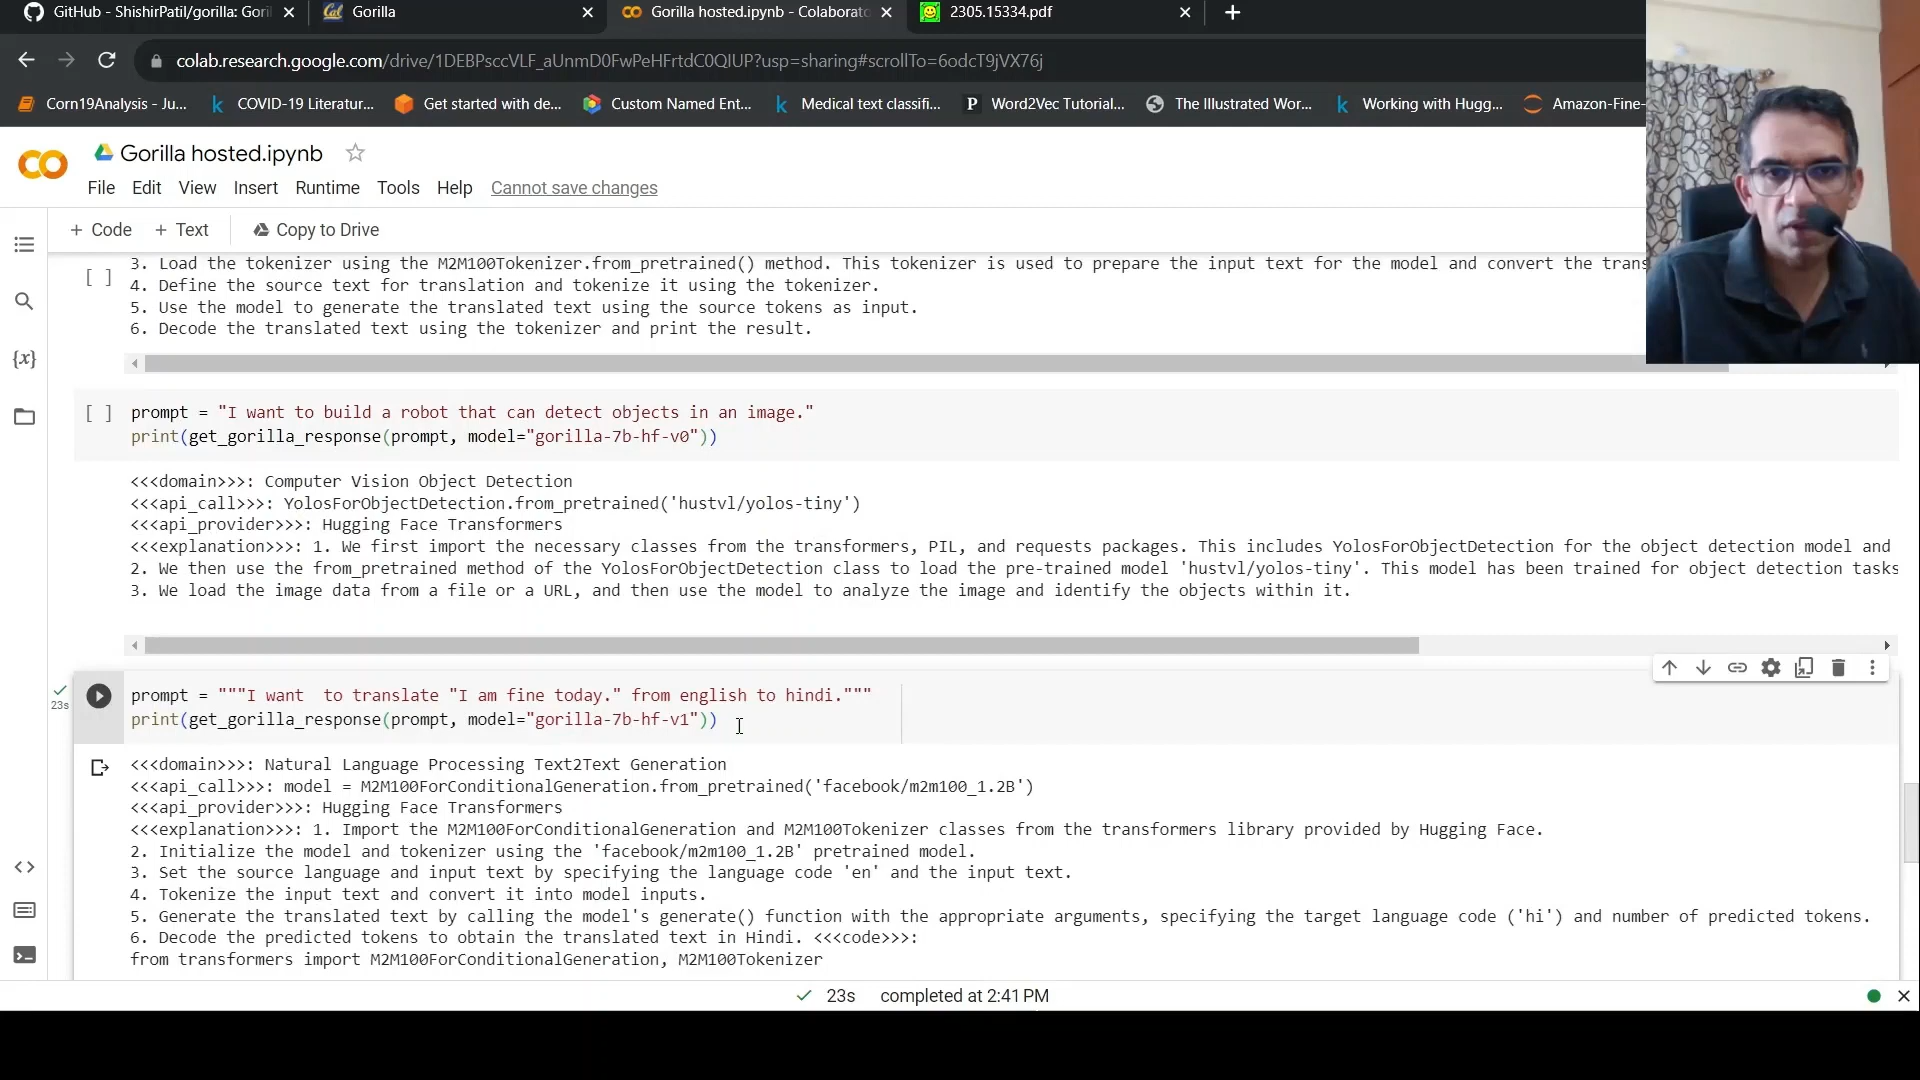 GitHub - ShishirPatil/gorilla: Gori
Gorilla
Gorilla hosted.ipynb - Colaborato
2305.15334.pdf
colab.research.google.com/drive/1DEBPsccVLF_aUnmD0FwPeHFrtdC0QIUP?usp=sharing#scrollTo=6odcT9jVX76j
Corn19Analysis - Ju...
COVID-19 Literatur...
Get started with de...
Custom Named Ent...
Medical text classifi...
Word2Vec Tutorial...
The Illustrated Wor...
Working with Hugg...
Amazon-Fine-
Gorilla hosted.ipynb
File Edit View Insert Runtime Tools Help Cannot save changes
+ Code + Text Copy to Drive
[ ] 3. Load the tokenizer using the M2M100Tokenizer.from_pretrained() method. This tokenizer is used to prepare the input text for the model and convert the trans
4. Define the source text for translation and tokenize it using the tokenizer.
5. Use the model to generate the translated text using the source tokens as input.
6. Decode the translated text using the tokenizer and print the result.
[ ] prompt = "I want to build a robot that can detect objects in an image."
print(get_gorilla_response(prompt, model="gorilla-7b-hf-v0"))
<<<domain>>>: Computer Vision Object Detection
<<<api_call>>>: YolosForObjectDetection.from_pretrained('hustvl/yolos-tiny')
<<<api_provider>>>: Hugging Face Transformers
<<<explanation>>>: 1. We first import the necessary classes from the transformers, PIL, and requests packages. This includes YolosForObjectDetection for the object detection model and
2. We then use the from_pretrained method of the YolosForObjectDetection class to load the pre-trained model 'hustvl/yolos-tiny'. This model has been trained for object detection tasks
3. We load the image data from a file or a URL, and then use the model to analyze the image and identify the objects within it.
23s
prompt = """I want  to translate "I am fine today." from english to hindi."""
print(get_gorilla_response(prompt, model="gorilla-7b-hf-v1"))
<<<domain>>>: Natural Language Processing Text2Text Generation
<<<api_call>>>: model = M2M100ForConditionalGeneration.from_pretrained('facebook/m2m100_1.2B')
<<<api_provider>>>: Hugging Face Transformers
<<<explanation>>>: 1. Import the M2M100ForConditionalGeneration and M2M100Tokenizer classes from the transformers library provided by Hugging Face.
2. Initialize the model and tokenizer using the 'facebook/m2m100_1.2B' pretrained model.
3. Set the source language and input text by specifying the language code 'en' and the input text.
4. Tokenize the input text and convert it into model inputs.
5. Generate the translated text by calling the model's generate() function with the appropriate arguments, specifying the target language code ('hi') and number of predicted tokens.
6. Decode the predicted tokens to obtain the translated text in Hindi. <<<code>>>:
from transformers import M2M100ForConditionalGeneration, M2M100Tokenizer
23s completed at 2:41 PM